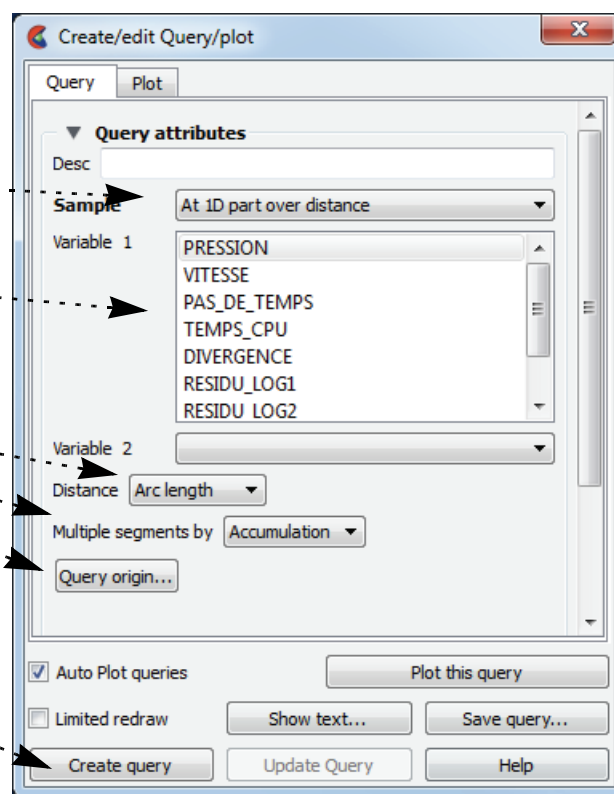 Create/edit Query/plot
Query Plot
Query attributes
Desc
Sample At 1D part over distance
Variable 1 PRESSION
VITESSE
PAS_DE_TEMPS
TEMPS_CPU
DIVERGENCE
RESIDU_LOG1
RESIDU_LOG2
Variable 2
Distance Arc length
Multiple segments by Accumulation
Query origin...
Auto Plot queries Plot this query
Limited redraw Show text... Save query...
Create query Update Query Help